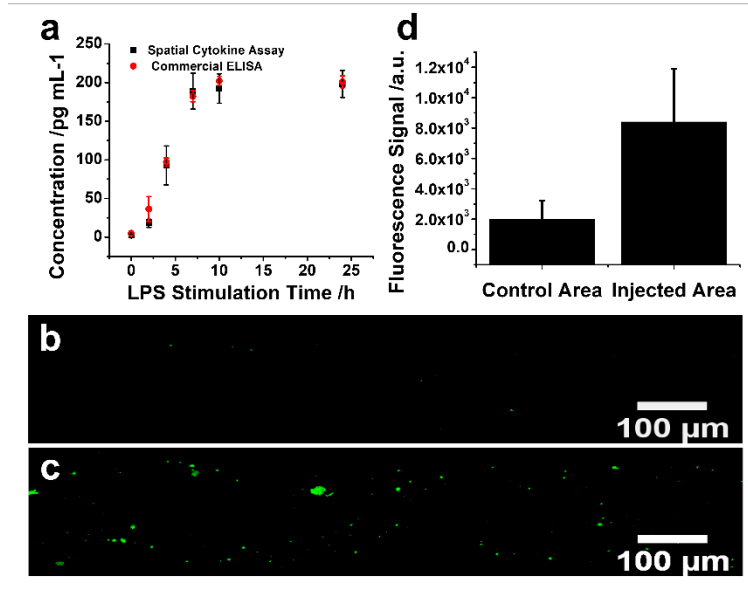 a
250
200
150
100
50
0
Concentration /pg mL-1
Spatial Cytokine Assay
Commercial ELISA
0 5 10 15 20 25
LPS Stimulation Time /h
d
1.2x10⁴
1.0x10⁴
8.0x10³
6.0x10³
4.0x10³
2.0x10³
0.0
Fluorescence Signal /a.u.
Control Area Injected Area
b
100 µm
c
100 µm